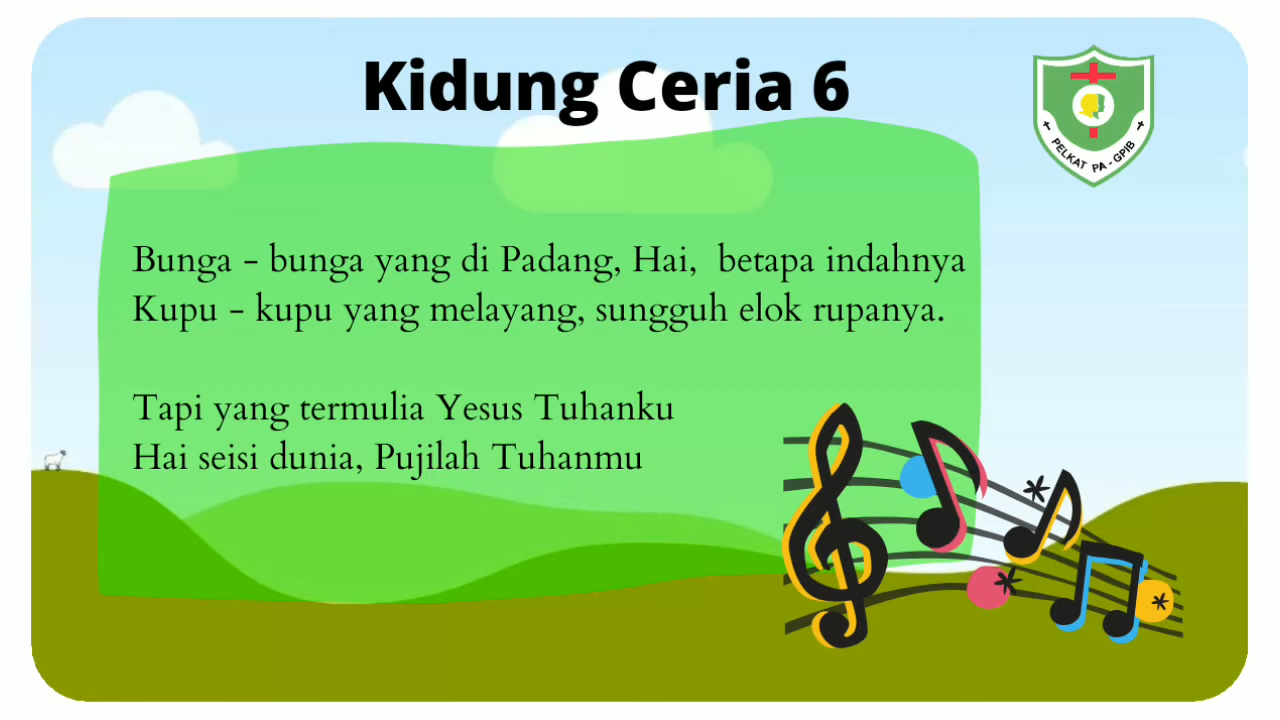 Kidung Ceria 6
PELKAT PA - GPIB
Bunga - bunga yang di Padang, Hai,  betapa indahnya
Kupu - kupu yang melayang, sungguh elok rupanya.
Tapi yang termulia Yesus Tuhanku
Hai seisi dunia, Pujilah Tuhanmu